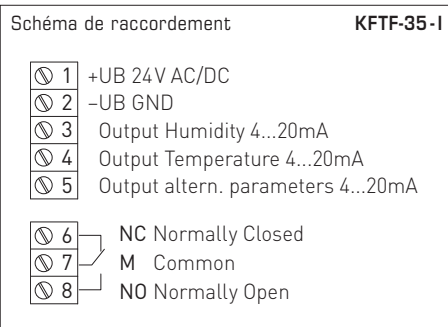 Schéma de raccordement KFTF-35-I
1 +UB 24V AC/DC
2 –UB GND
3 Output Humidity 4...20mA
4 Output Temperature 4...20mA
5 Output altern. parameters 4...20mA
6 NC Normally Closed
7 M Common
8 NO Normally Open